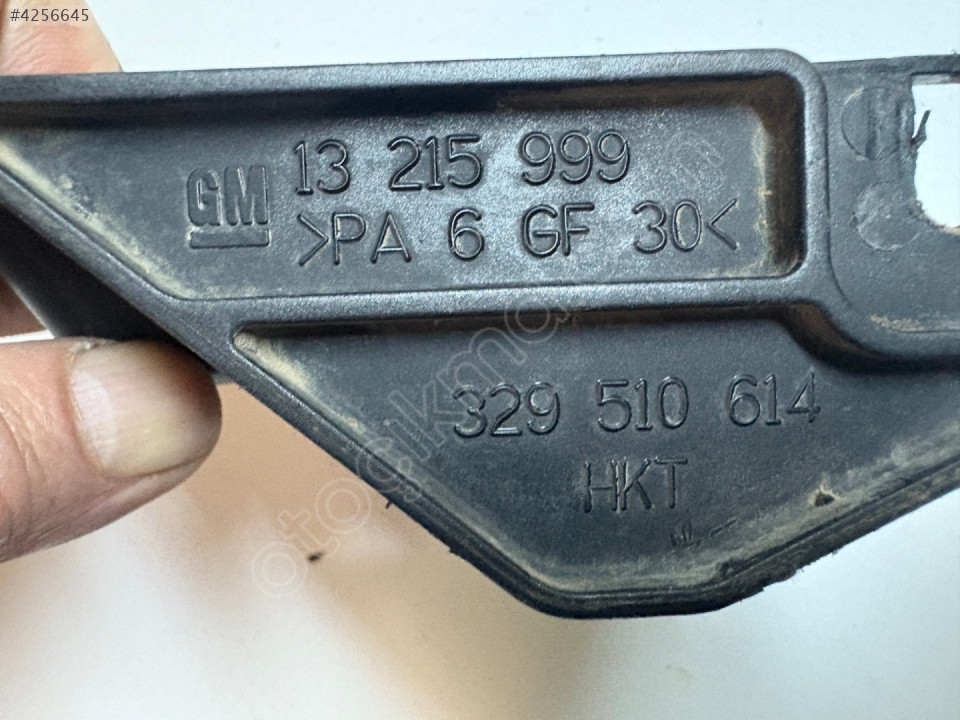 #4256645
GM 13 215 999
>PA 6 GF 30<
329 510 614
HKT